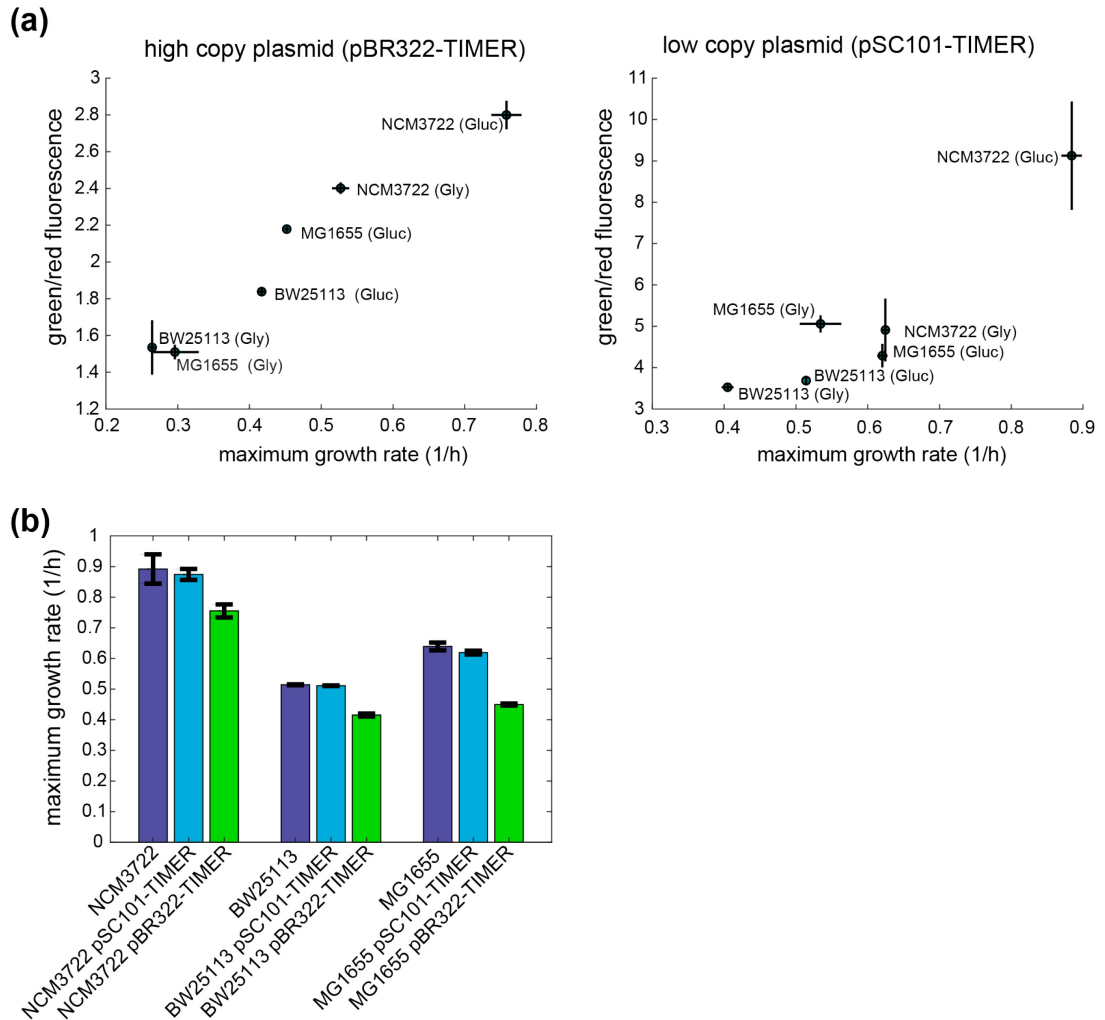 (a)
high copy plasmid (pBR322-TIMER)
green/red fluorescence
3
2.8
2.6
2.4
2.2
2
1.8
1.6
1.4
1.2
NCM3722 (Gluc)
NCM3722 (Gly)
MG1655 (Gluc)
BW25113 (Gluc)
BW25113 (Gly)
MG1655 (Gly)
0.2 0.3 0.4 0.5 0.6 0.7 0.8
maximum growth rate (1/h)
low copy plasmid (pSC101-TIMER)
green/red fluorescence
11
10
9
8
7
6
5
4
3
NCM3722 (Gluc)
MG1655 (Gly)
NCM3722 (Gly)
MG1655 (Gluc)
BW25113 (Gluc)
BW25113 (Gly)
0.3 0.4 0.5 0.6 0.7 0.8 0.9
maximum growth rate (1/h)
(b)
maximum growth rate (1/h)
1
0.9
0.8
0.7
0.6
0.5
0.4
0.3
0.2
0.1
0
NCM3722
NCM3722 pSC101-TIMER
NCM3722 pBR322-TIMER
BW25113
BW25113 pSC101-TIMER
BW25113 pBR322-TIMER
MG1655
MG1655 pSC101-TIMER
MG1655 pBR322-TIMER